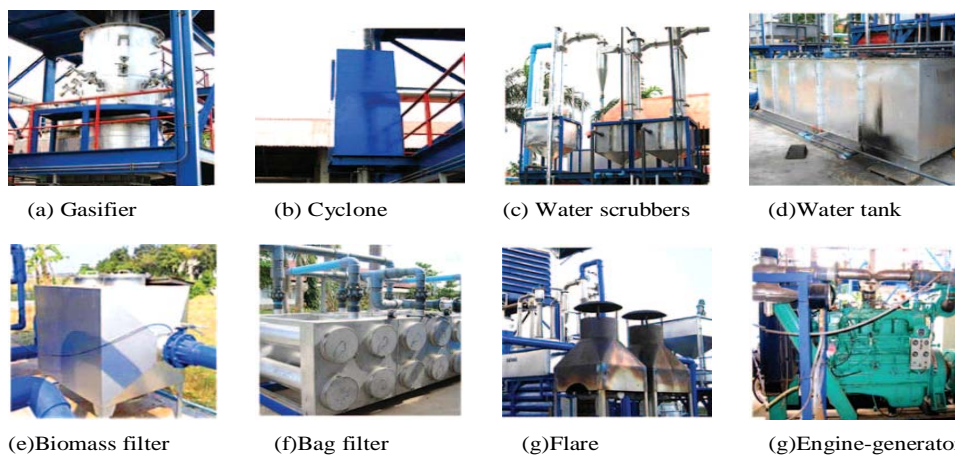 (a) Gasifier
(b) Cyclone
(c) Water scrubbers
(d)Water tank
(e)Biomass filter
(f)Bag filter
(g)Flare
(g)Engine-generato